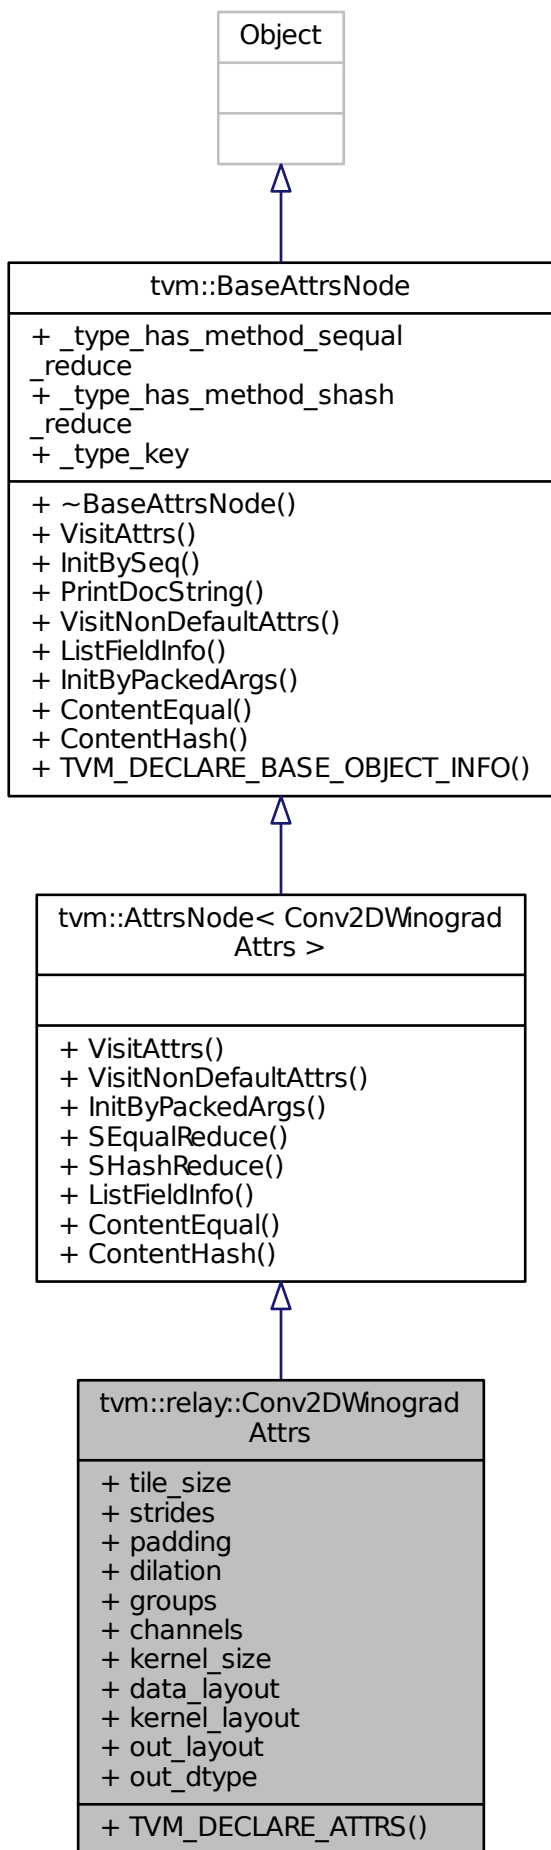 Object
tvm::BaseAttrsNode
+ _type_has_method_sequal
_reduce
+ _type_has_method_shash
_reduce
+ _type_key
+ ~BaseAttrsNode()
+ VisitAttrs()
+ InitBySeq()
+ PrintDocString()
+ VisitNonDefaultAttrs()
+ ListFieldInfo()
+ InitByPackedArgs()
+ ContentEqual()
+ ContentHash()
+ TVM_DECLARE_BASE_OBJECT_INFO()
tvm::AttrsNode< Conv2DWinograd
Attrs >
+ VisitAttrs()
+ VisitNonDefaultAttrs()
+ InitByPackedArgs()
+ SEqualReduce()
+ SHashReduce()
+ ListFieldInfo()
+ ContentEqual()
+ ContentHash()
tvm::relay::Conv2DWinograd
Attrs
+ tile_size
+ strides
+ padding
+ dilation
+ groups
+ channels
+ kernel_size
+ data_layout
+ kernel_layout
+ out_layout
+ out_dtype
+ TVM_DECLARE_ATTRS()